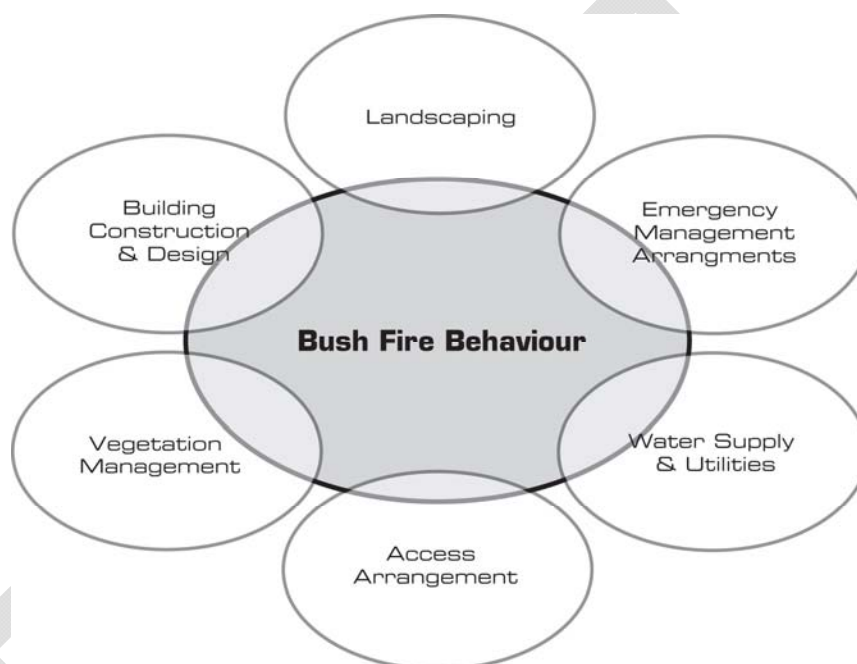 Landscaping
Building
Construction
& Design
Emergency
Management
Arrangments
Bush Fire Behaviour
Vegetation
Management
Water Supply
& Utilities
Access
Arrangement